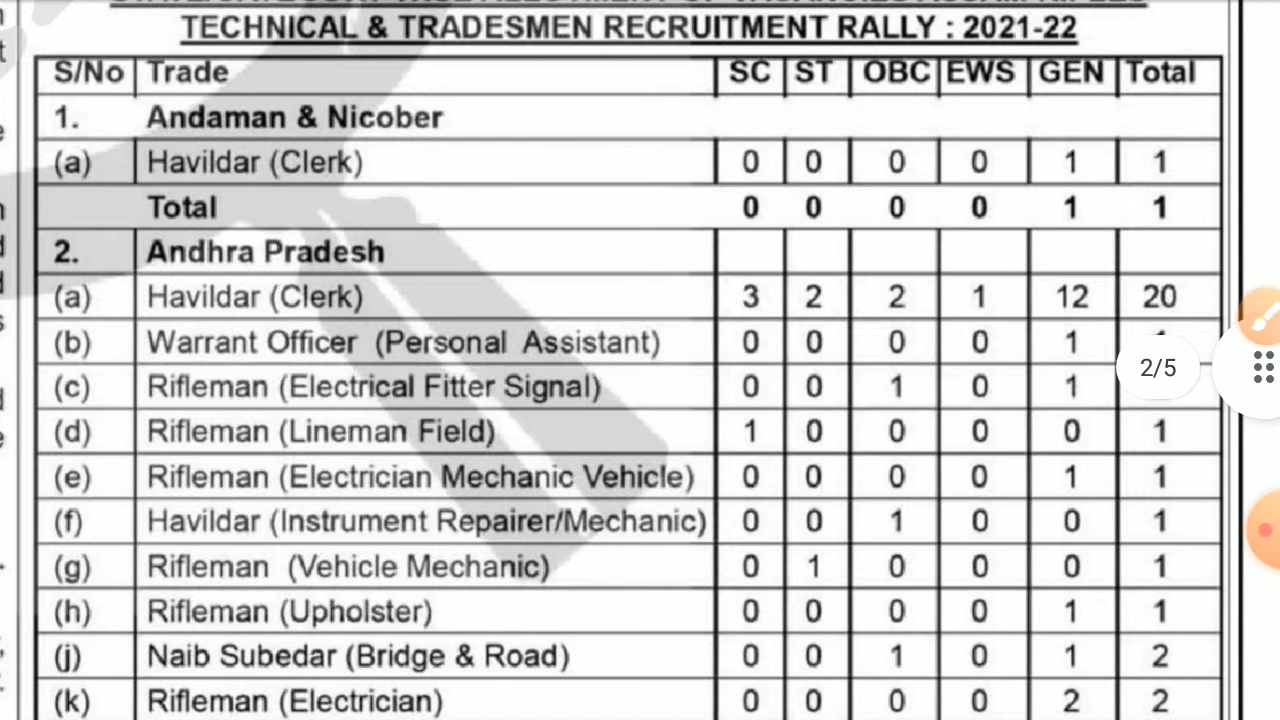 TECHNICAL & TRADESMEN RECRUITMENT RALLY : 2021-22
S/No Trade SC ST OBC EWS GEN Total
1. Andaman & Nicober
(a) Havildar (Clerk) 0 0 0 0 1 1
Total 0 0 0 0 1 1
2. Andhra Pradesh
(a) Havildar (Clerk) 3 2 2 1 12 20
(b) Warrant Officer (Personal Assistant) 0 0 0 0 1
2/5
(c) Rifleman (Electrical Fitter Signal) 0 0 1 0 1
(d) Rifleman (Lineman Field) 1 0 0 0 0 1
(e) Rifleman (Electrician Mechanic Vehicle) 0 0 0 0 1 1
(f) Havildar (Instrument Repairer/Mechanic) 0 0 1 0 0 1
(g) Rifleman (Vehicle Mechanic) 0 1 0 0 0 1
(h) Rifleman (Upholster) 0 0 0 0 1 1
(j) Naib Subedar (Bridge & Road) 0 0 1 0 1 2
(k) Rifleman (Electrician) 0 0 0 0 2 2